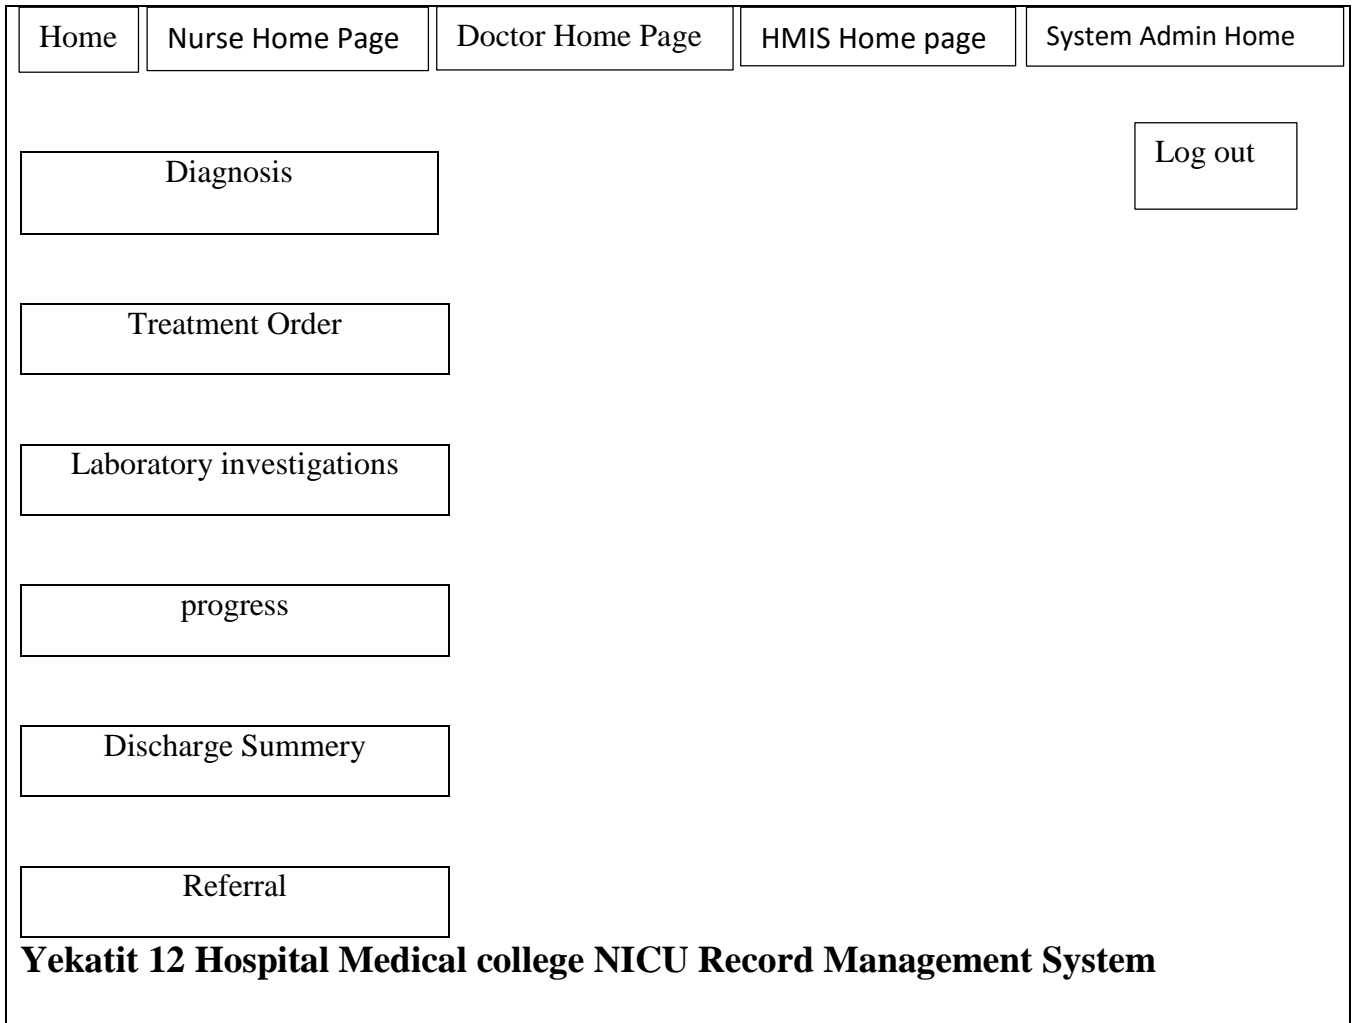 Home
Nurse Home Page
Doctor Home Page
HMIS Home page
System Admin Home
Log out
Diagnosis
Treatment Order
Laboratory investigations
progress
Discharge Summery
Referral
Yekatit 12 Hospital Medical college NICU Record Management System